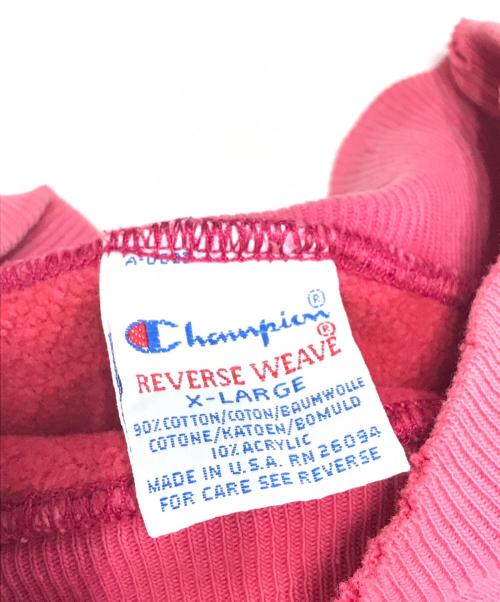 Champion®
REVERSE WEAVE®
X-LARGE
90% COTTON/COTON/BAUMWOLLE
COTONE/KATOEN/BOMULD
10% ACRYLIC
MADE IN U.S.A. RN 26094
FOR CARE SEE REVERSE